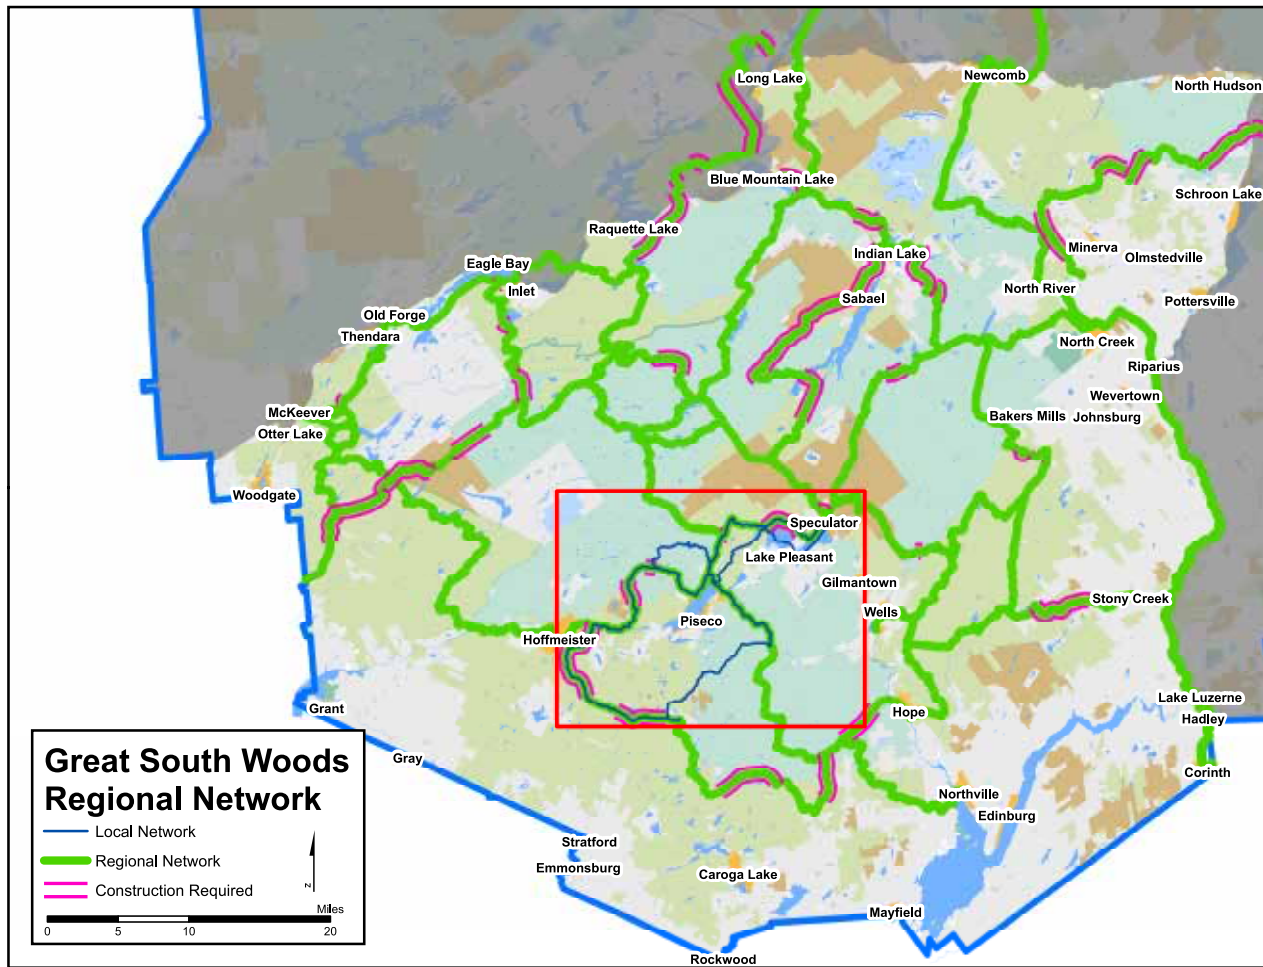 Long Lake
Newcomb
North Hudson
Blue Mountain Lake
Schroon Lake
Raquette Lake
Minerva
Indian Lake
Olmstedville
Eagle Bay
Inlet
North River
Sabael
Pottersville
Old Forge
Thendara
North Creek
Riparius
Wevertown
McKeever
Bakers Mills
Johnsburg
Otter Lake
Woodgate
Speculator
Lake Pleasant
Gilmantown
Stony Creek
Wells
Piseco
Hoffmeister
Lake Luzerne
Grant
Hope
Hadley
Gray
Corinth
Northville
Edinburg
Stratford
Emmonsburg
Caroga Lake
Mayfield
Rockwood
Great South Woods
Regional Network
Local Network
Regional Network
Construction Required
z
Miles
0 5 10 20